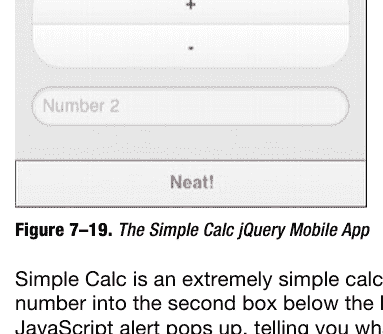 +
-
Number 2
Neat!
Figure 7–19. The Simple Calc jQuery Mobile App
Simple Calc is an extremely simple calc
number into the second box below the
JavaScript alert pops up, telling you